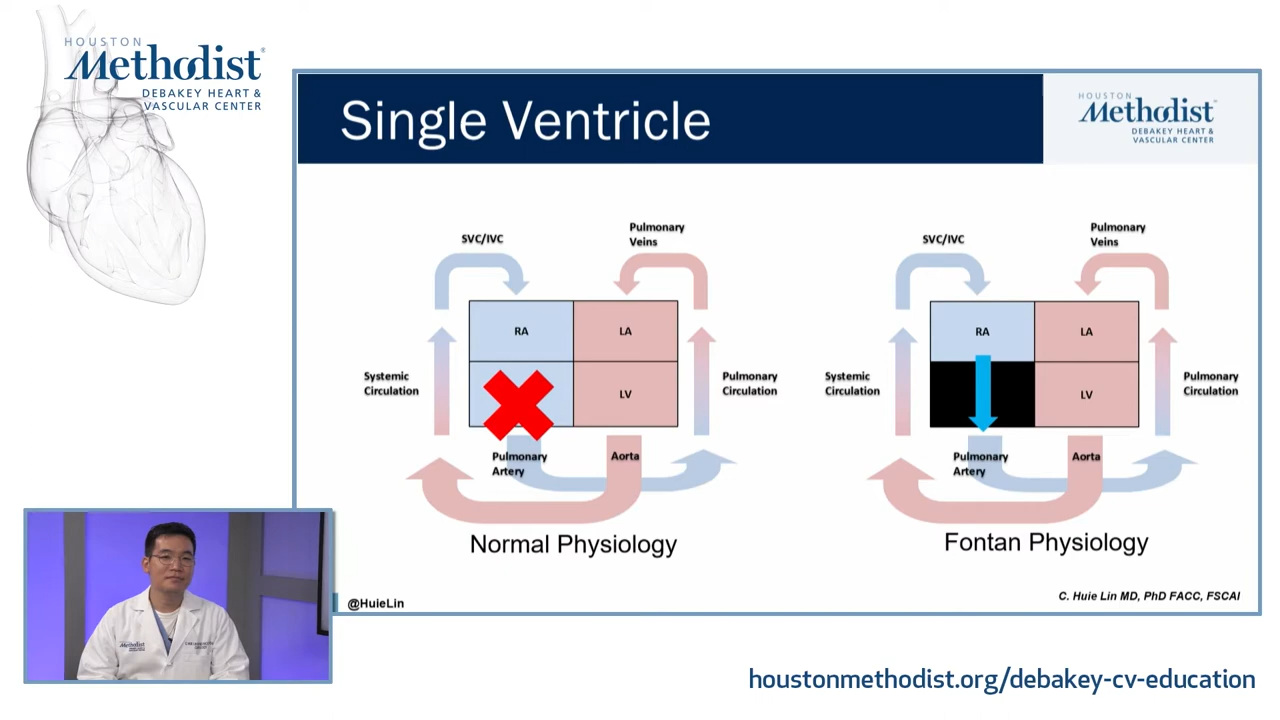 HOUSTON
Methodist
DEBAKEY HEART &
VASCULAR CENTER
Single Ventricle
HOUSTON
Methodist
DEBAKEY HEART &
VASCULAR CENTER
SVC/IVC
Pulmonary
Veins
RA
LA
LV
Systemic
Circulation
Pulmonary
Circulation
Pulmonary
Artery
Aorta
Normal Physiology
SVC/IVC
Pulmonary
Veins
RA
LA
LV
Systemic
Circulation
Pulmonary
Circulation
Pulmonary
Artery
Aorta
Fontan Physiology
@HuieLin
C. Huie Lin MD, PhD FACC, FSCAI
Methodist
houstonmethodist.org/debakey-cv-education